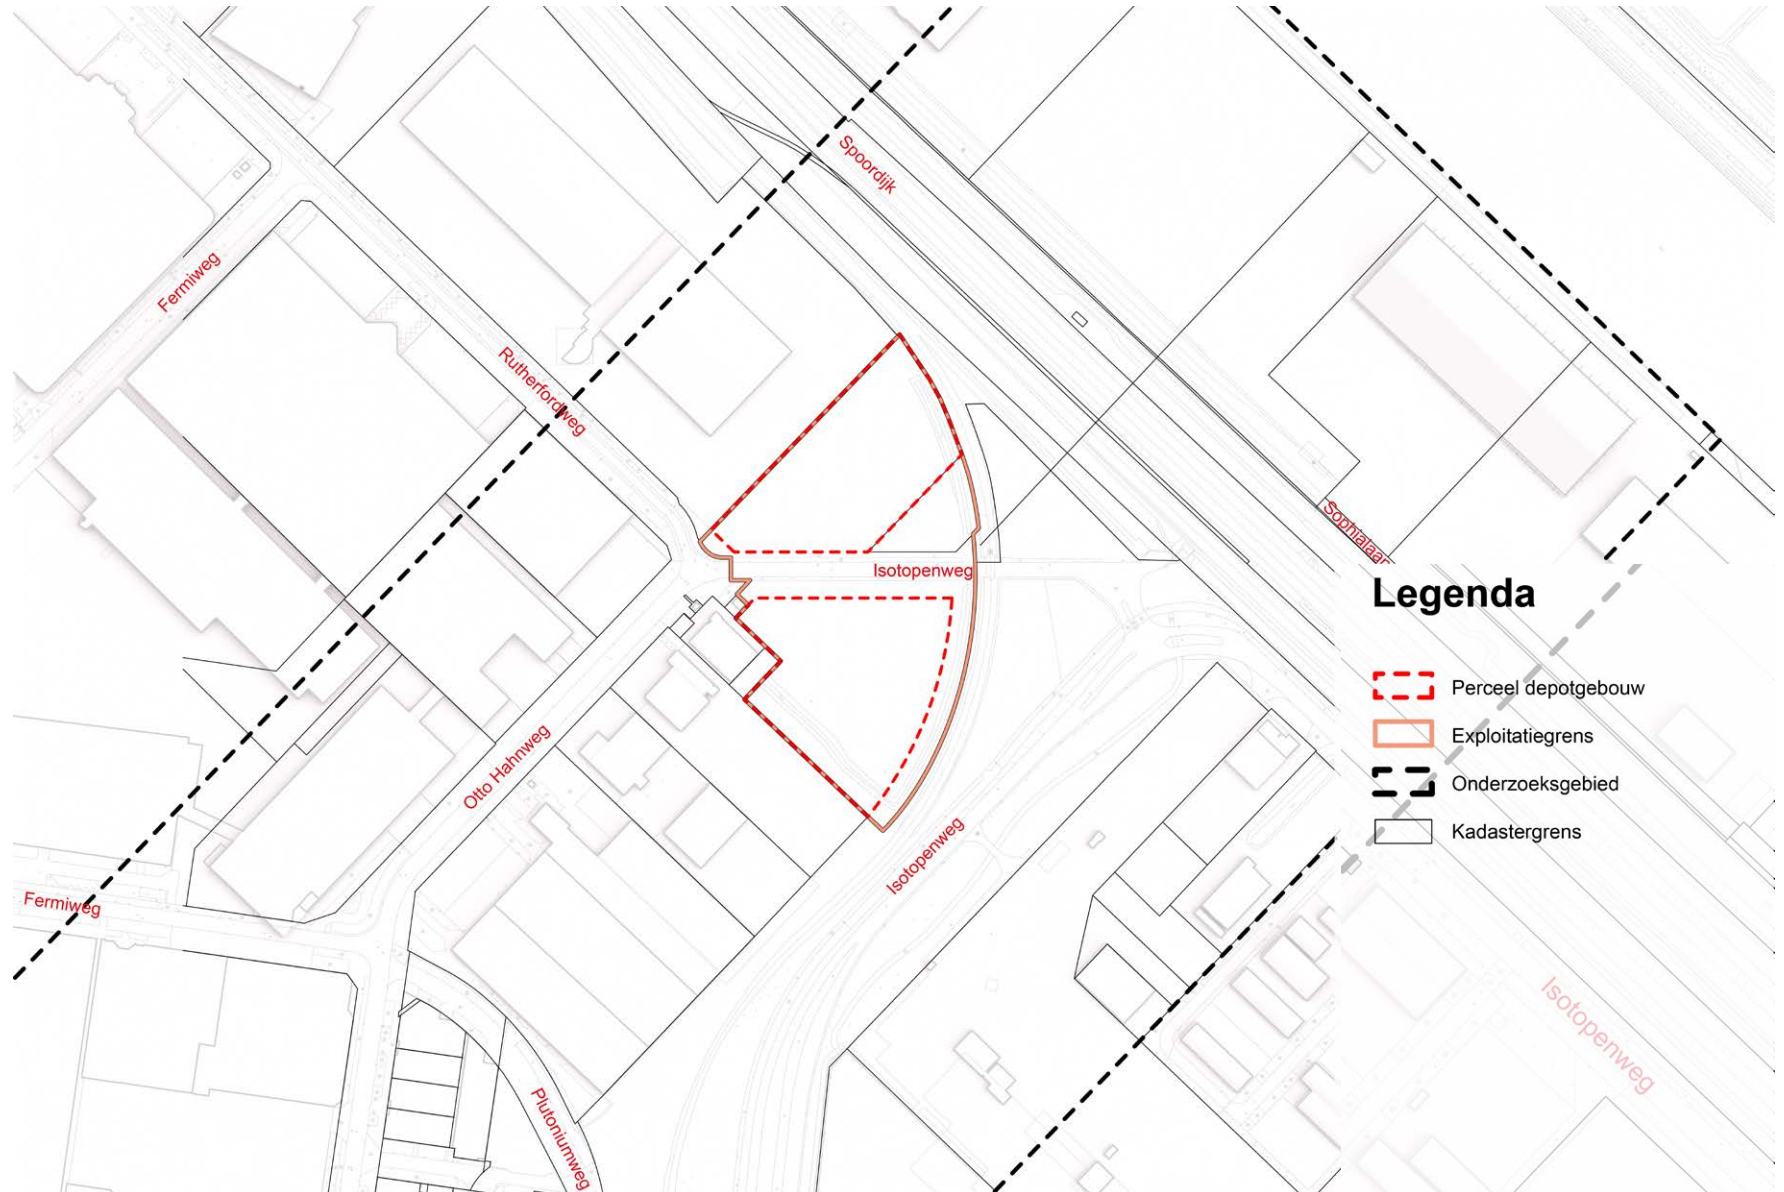 Spoordijk
Fermiweg
Rutherfordweg
Sophialaan
Isotopenweg
Legenda
Perceel depotgebouw
Exploitatiegrens
Onderzoeksgebied
Kadastergrens
Otto Hahnweg
Isotopenweg
Fermiweg
Isotopenweg
Plutoniumweg